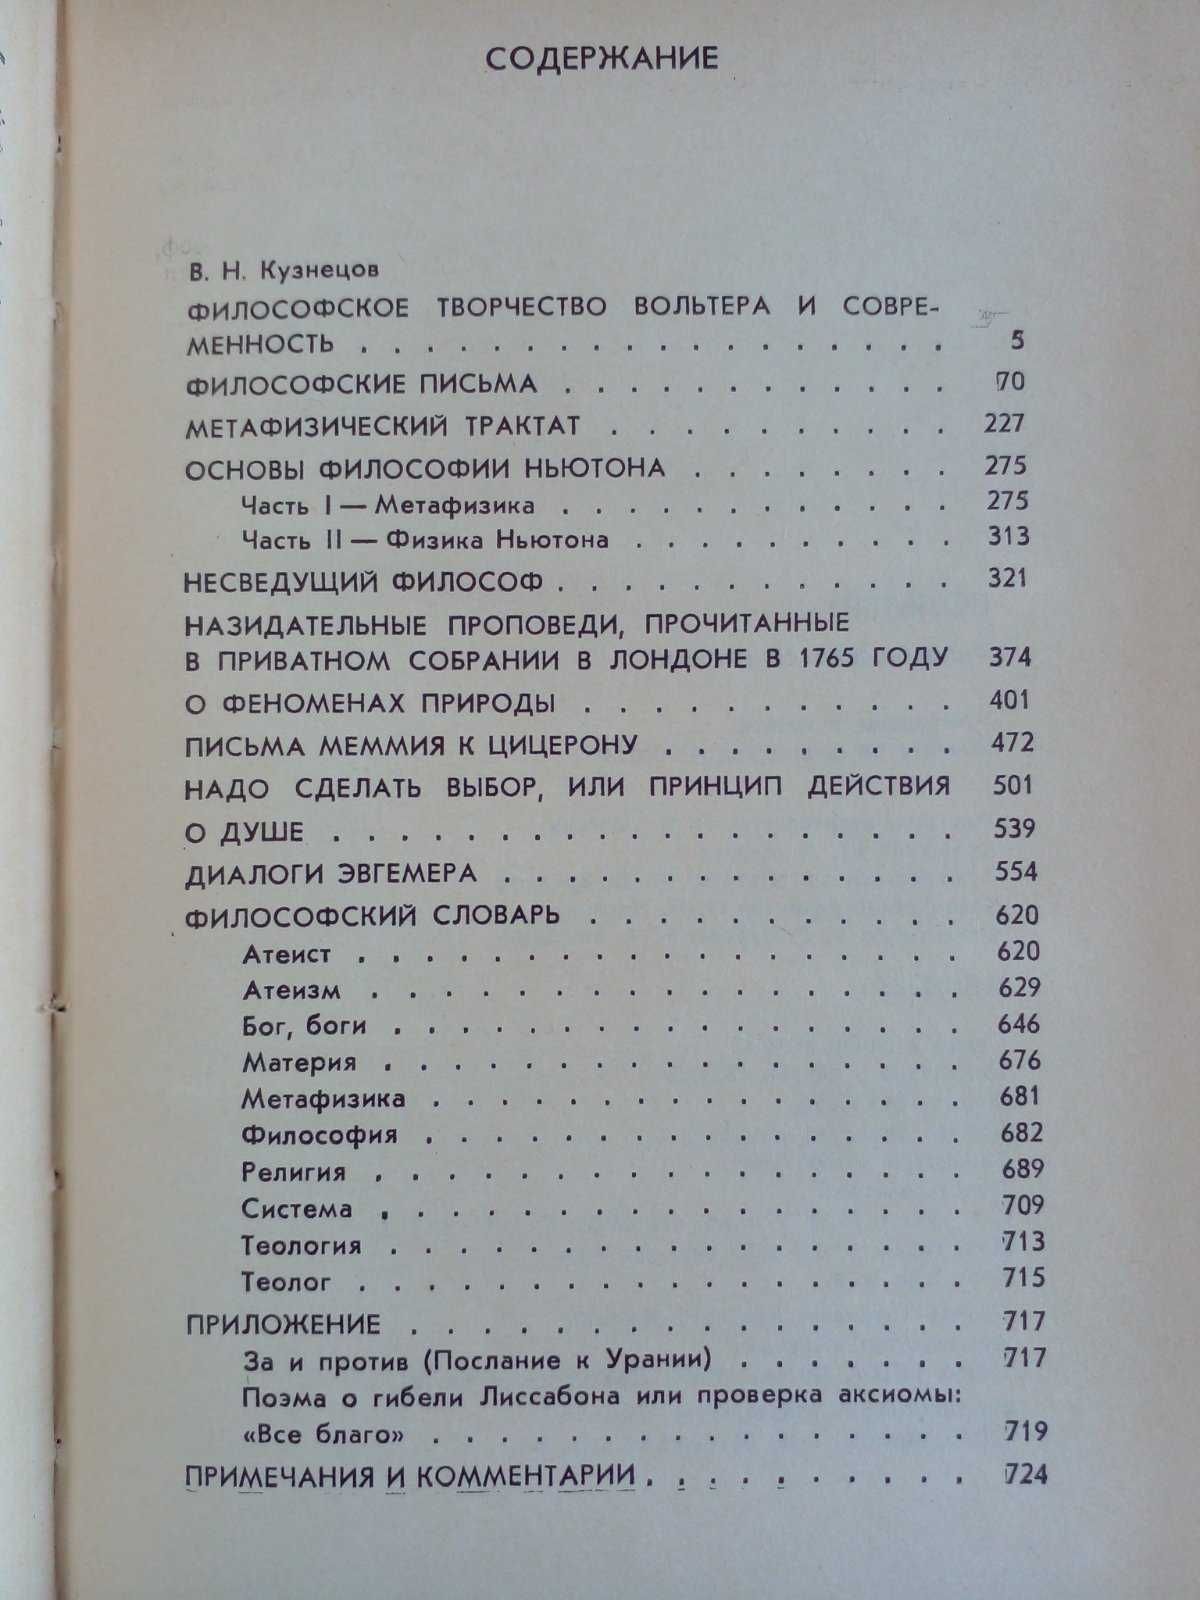 СОДЕРЖАНИЕ
В. Н. Кузнецов
ФИЛОСОФСКОЕ ТВОРЧЕСТВО ВОЛЬТЕРА И СОВРЕ-
МЕННОСТЬ . . . . . . . . . . . . . . . . . . 5
ФИЛОСОФСКИЕ ПИСЬМА . . . . . . . . . . . . 70
МЕТАФИЗИЧЕСКИЙ ТРАКТАТ . . . . . . . . . . 227
ОСНОВЫ ФИЛОСОФИИ НЬЮТОНА . . . . . . . . 275
Часть I — Метафизика . . . . . . . . . . . . 275
Часть II — Физика Ньютона . . . . . . . . . . 313
НЕСВЕДУЩИЙ ФИЛОСОФ . . . . . . . . . . . . 321
НАЗИДАТЕЛЬНЫЕ ПРОПОВЕДИ, ПРОЧИТАННЫЕ
В ПРИВАТНОМ СОБРАНИИ В ЛОНДОНЕ В 1765 ГОДУ 374
О ФЕНОМЕНАХ ПРИРОДЫ . . . . . . . . . . . 401
ПИСЬМА МЕММИЯ К ЦИЦЕРОНУ . . . . . . . . . 472
НАДО СДЕЛАТЬ ВЫБОР, ИЛИ ПРИНЦИП ДЕЙСТВИЯ 501
О ДУШЕ . . . . . . . . . . . . . . . . . . . 539
ДИАЛОГИ ЭВГЕМЕРА . . . . . . . . . . . . . . 554
ФИЛОСОФСКИЙ СЛОВАРЬ . . . . . . . . . . . 620
Атеист . . . . . . . . . . . . . . . . . . 620
Атеизм . . . . . . . . . . . . . . . . . . 629
Бог, боги . . . . . . . . . . . . . . . . . 646
Материя . . . . . . . . . . . . . . . . . 676
Метафизика . . . . . . . . . . . . . . . . 681
Философия . . . . . . . . . . . . . . . . 682
Религия . . . . . . . . . . . . . . . . . . 689
Система . . . . . . . . . . . . . . . . . 709
Теология . . . . . . . . . . . . . . . . . 713
Теолог . . . . . . . . . . . . . . . . . . 715
ПРИЛОЖЕНИЕ . . . . . . . . . . . . . . . . 717
За и против (Послание к Урании) . . . . . . . 717
Поэма о гибели Лиссабона или проверка аксиомы:
«Все благо» . . . . . . . . . . . . . . . . 719
ПРИМЕЧАНИЯ И КОММЕНТАРИИ . . . . . . . . . . 724